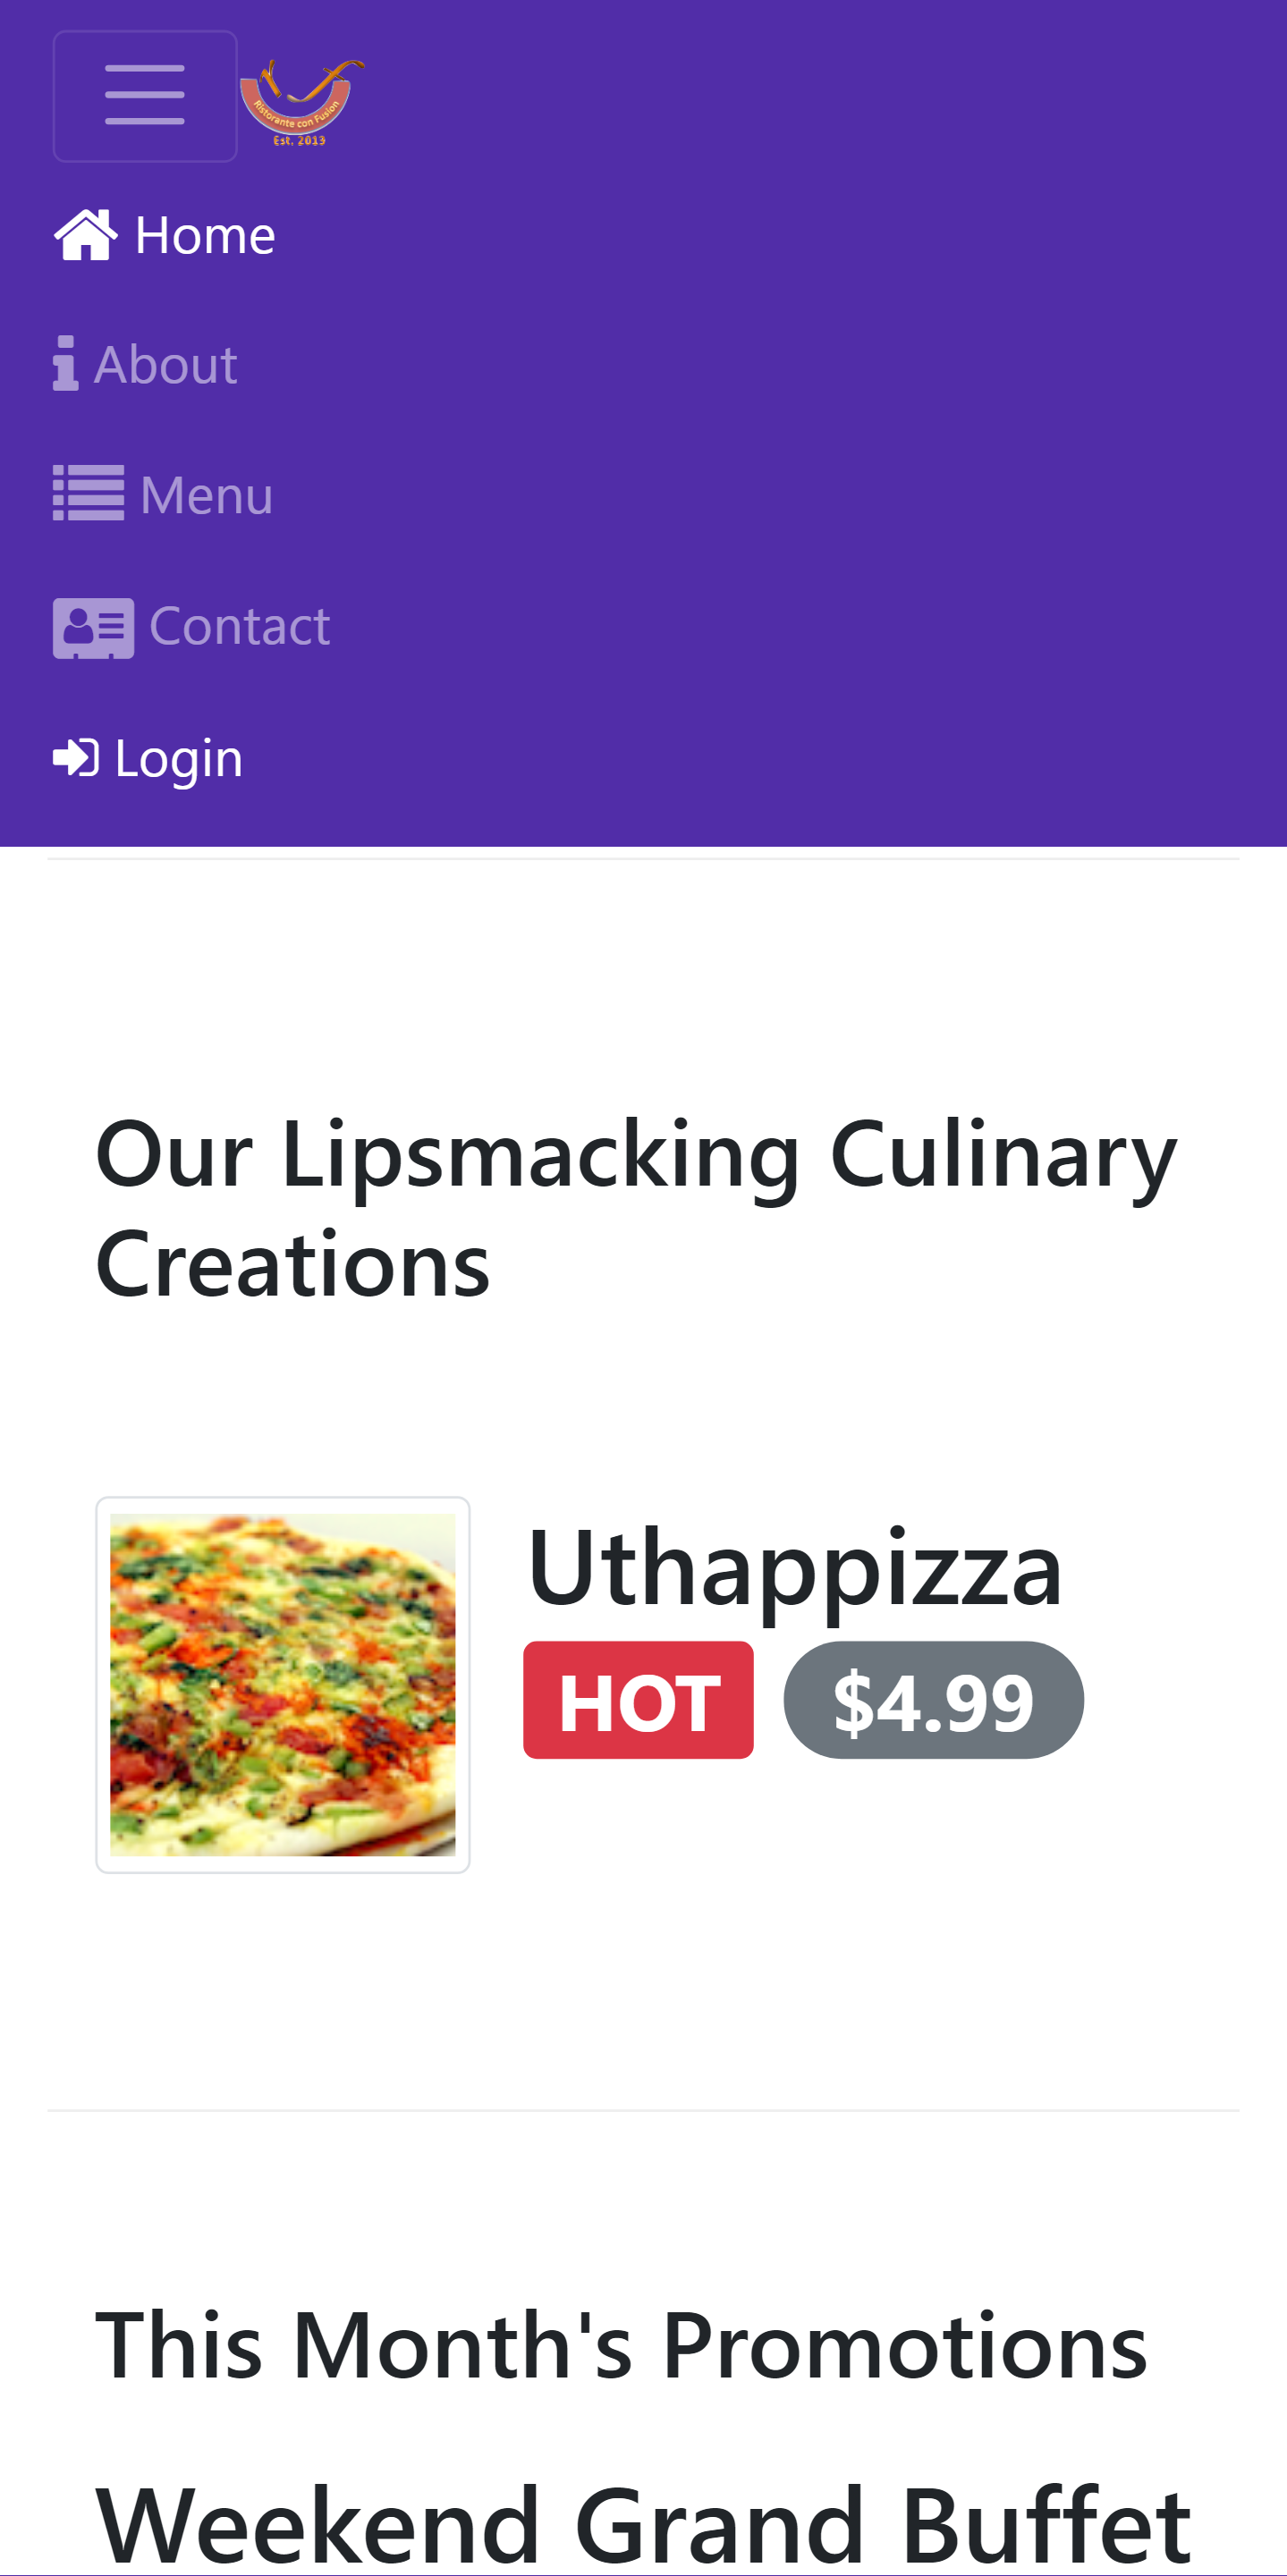 Ristorante con Fusion
Est. 2013
Home
About
Menu
Contact
Login
Our Lipsmacking Culinary
Creations
Uthappizza
HOT $4.99
This Month's Promotions
Weekend Grand Buffet